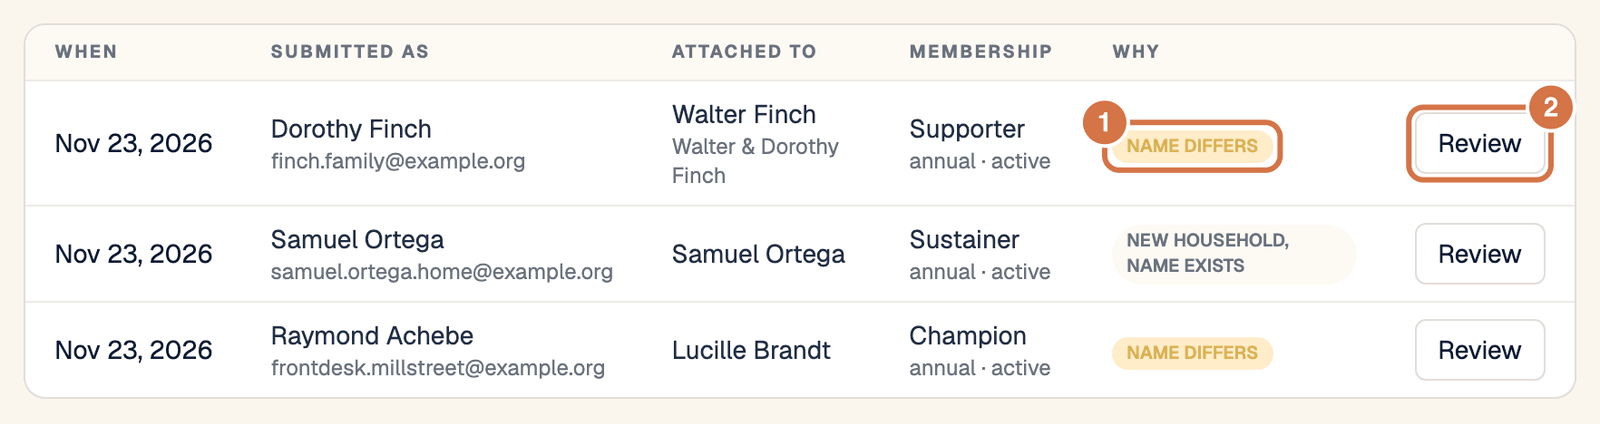 WHEN SUBMITTED AS ATTACHED TO MEMBERSHIP WHY
Nov 23, 2026
Dorothy Finch
finch.family@example.org
Walter Finch
Walter & Dorothy
Finch
Supporter
annual · active
1
NAME DIFFERS
2
Review
Nov 23, 2026
Samuel Ortega
samuel.ortega.home@example.org
Samuel Ortega
Sustainer
annual · active
NEW HOUSEHOLD,
NAME EXISTS
Review
Nov 23, 2026
Raymond Achebe
frontdesk.millstreet@example.org
Lucille Brandt
Champion
annual · active
NAME DIFFERS
Review